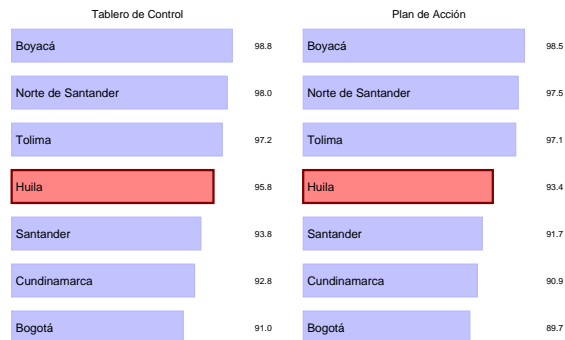 Tablero de Control
Boyacá 98.8
Norte de Santander 98.0
Tolima 97.2
Huila 95.8
Santander 93.8
Cundinamarca 92.8
Bogotá 91.0
Plan de Acción
Boyacá 98.5
Norte de Santander 97.5
Tolima 97.1
Huila 93.4
Santander 91.7
Cundinamarca 90.9
Bogotá 89.7